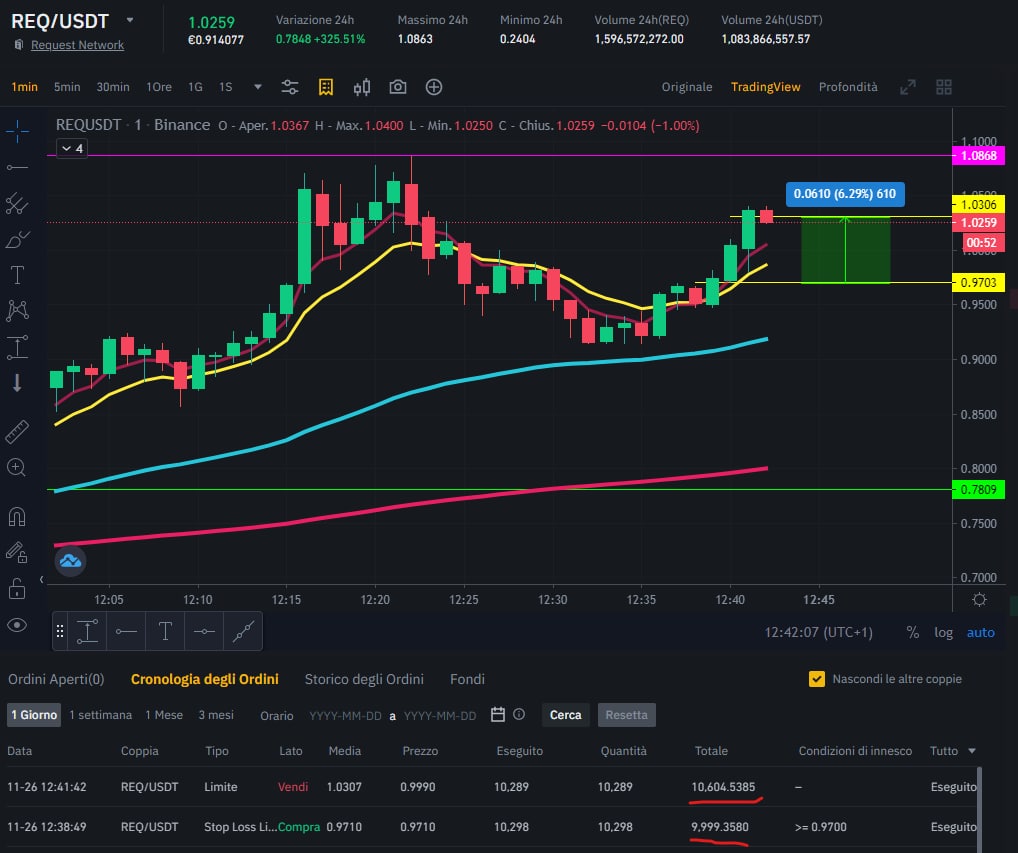 REQ/USDT
Request Network
1.0259
€0.914077
Variazione 24h
0.7848 +325.51%
Massimo 24h
1.0863
Minimo 24h
0.2404
Volume 24h(REQ)
1,596,572,272.00
Volume 24h(USDT)
1,083,866,557.57
1min 5min 30min 1Ore 1G 1S
Originale TradingView Profondità
REQUSDT · 1 · Binance O - Aper.1.0367 H - Max.1.0400 L - Min.1.0250 C - Chius.1.0259 −0.0104 (−1.00%)
4
1.1000
1.0868
0.0610 (6.29%) 610
1.0500
1.0306
1.0259
00:52
1.0000
0.9703
0.9500
0.9000
0.8500
0.8000
0.7809
0.7500
0.7000
12:05 12:10 12:15 12:20 12:25 12:30 12:35 12:40 12:45
12:42:07 (UTC+1) % log auto
Ordini Aperti(0) Cronologia degli Ordini Storico degli Ordini Fondi Nascondi le altre coppie
1 Giorno 1 settimana 1 Mese 3 mesi Orario YYYY-MM-DD a YYYY-MM-DD Cerca Resetta
Data Coppia Tipo Lato Media Prezzo Eseguito Quantità Totale Condizioni di innesco Tutto
11-26 12:41:42 REQ/USDT Limite Vendi 1.0307 0.9990 10,289 10,289 10,604.5385 – Eseguito
11-26 12:38:49 REQ/USDT Stop Loss Li...Compra 0.9710 0.9710 10,298 10,298 9,999.3580 >= 0.9700 Eseguito